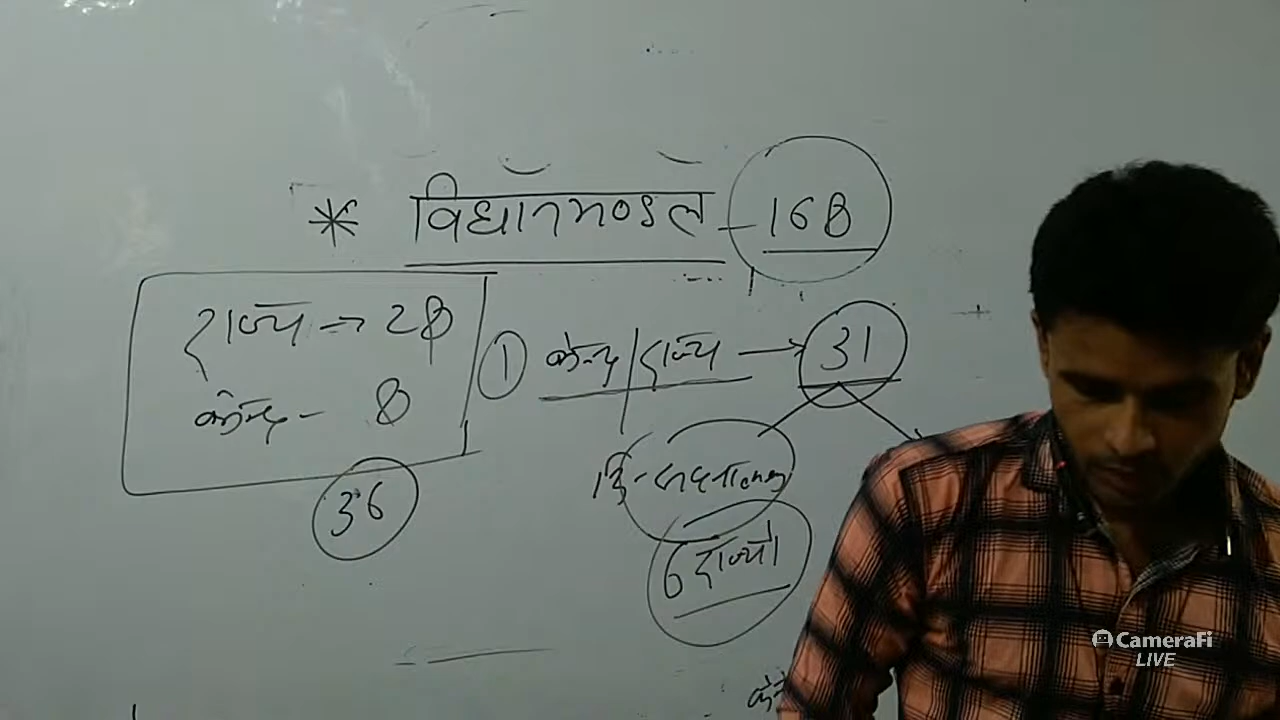 * विधानमण्डल - 168
राज्य → 28
केन्द्र - 8
36
1 केन्द्र / राज्य → 31
द्वि-सदनात्मक
6 राज्यों
CameraFi
LIVE